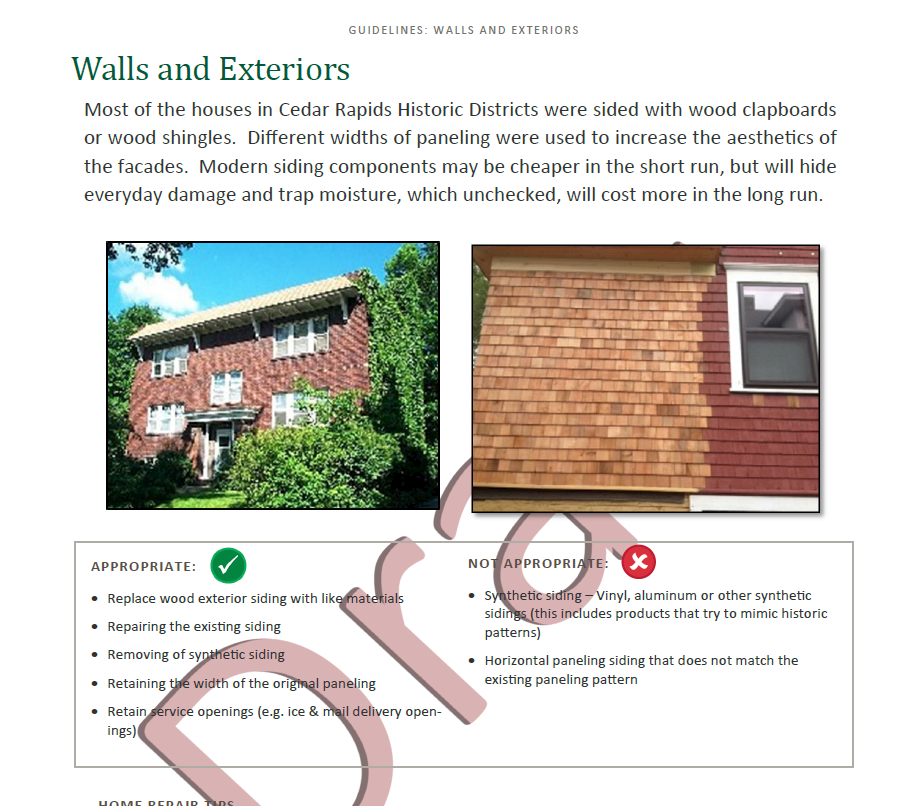 GUIDELINES: WALLS AND EXTERIORS
Walls and Exteriors
Most of the houses in Cedar Rapids Historic Districts were sided with wood clapboards
or wood shingles.  Different widths of paneling were used to increase the aesthetics of
the facades.  Modern siding components may be cheaper in the short run, but will hide
everyday damage and trap moisture, which unchecked, will cost more in the long run.
APPROPRIATE:
• Replace wood exterior siding with like materials
• Repairing the existing siding
• Removing of synthetic siding
• Retaining the width of the original paneling
• Retain service openings (e.g. ice & mail delivery open-
ings)
NOT APPROPRIATE:
• Synthetic siding – Vinyl, aluminum or other synthetic
sidings (this includes products that try to mimic historic
patterns)
• Horizontal paneling siding that does not match the
existing paneling pattern
Dra
HOME REPAIR TIPS